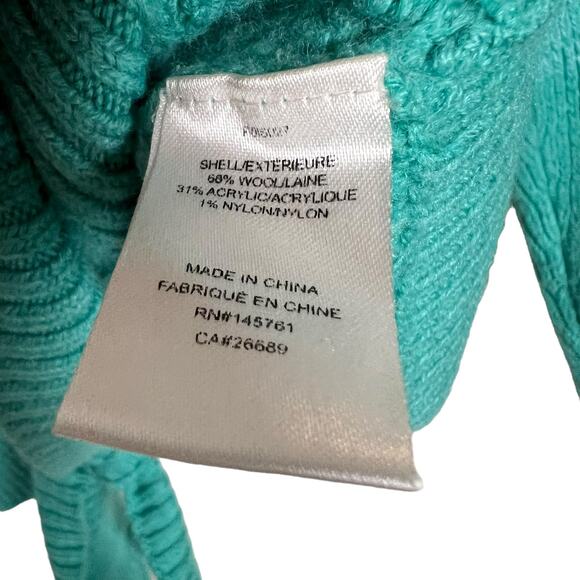 SHELL/EXTÉRIEURE
68% WOOL/LAINE
31% ACRYLIC/ACRYLIQUE
1% NYLON/NYLON
MADE IN CHINA
FABRIQUÉ EN CHINE
RN#145761
CA#26689